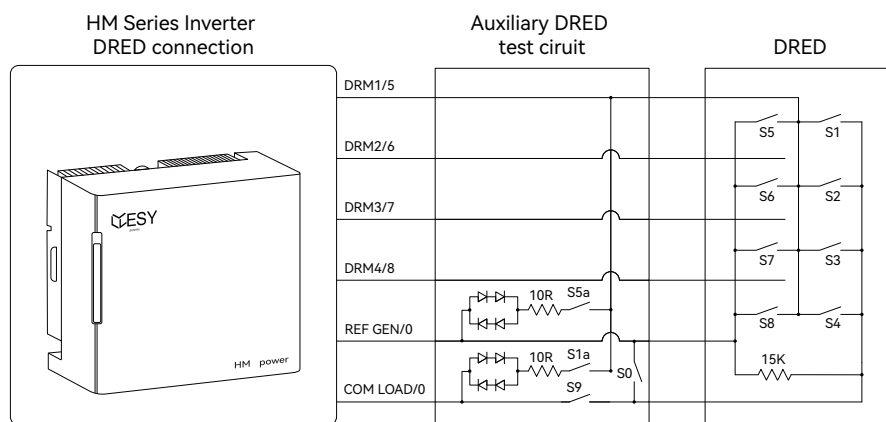 HM Series Inverter
DRED connection
Auxiliary DRED
test ciruit
DRED
DRM1/5
DRM2/6
DRM3/7
DRM4/8
REF GEN/0
COM LOAD/0
ESY
HM power
10R
S5a
10R
S1a
S9
S0
S5
S1
S6
S2
S7
S3
S8
S4
15K